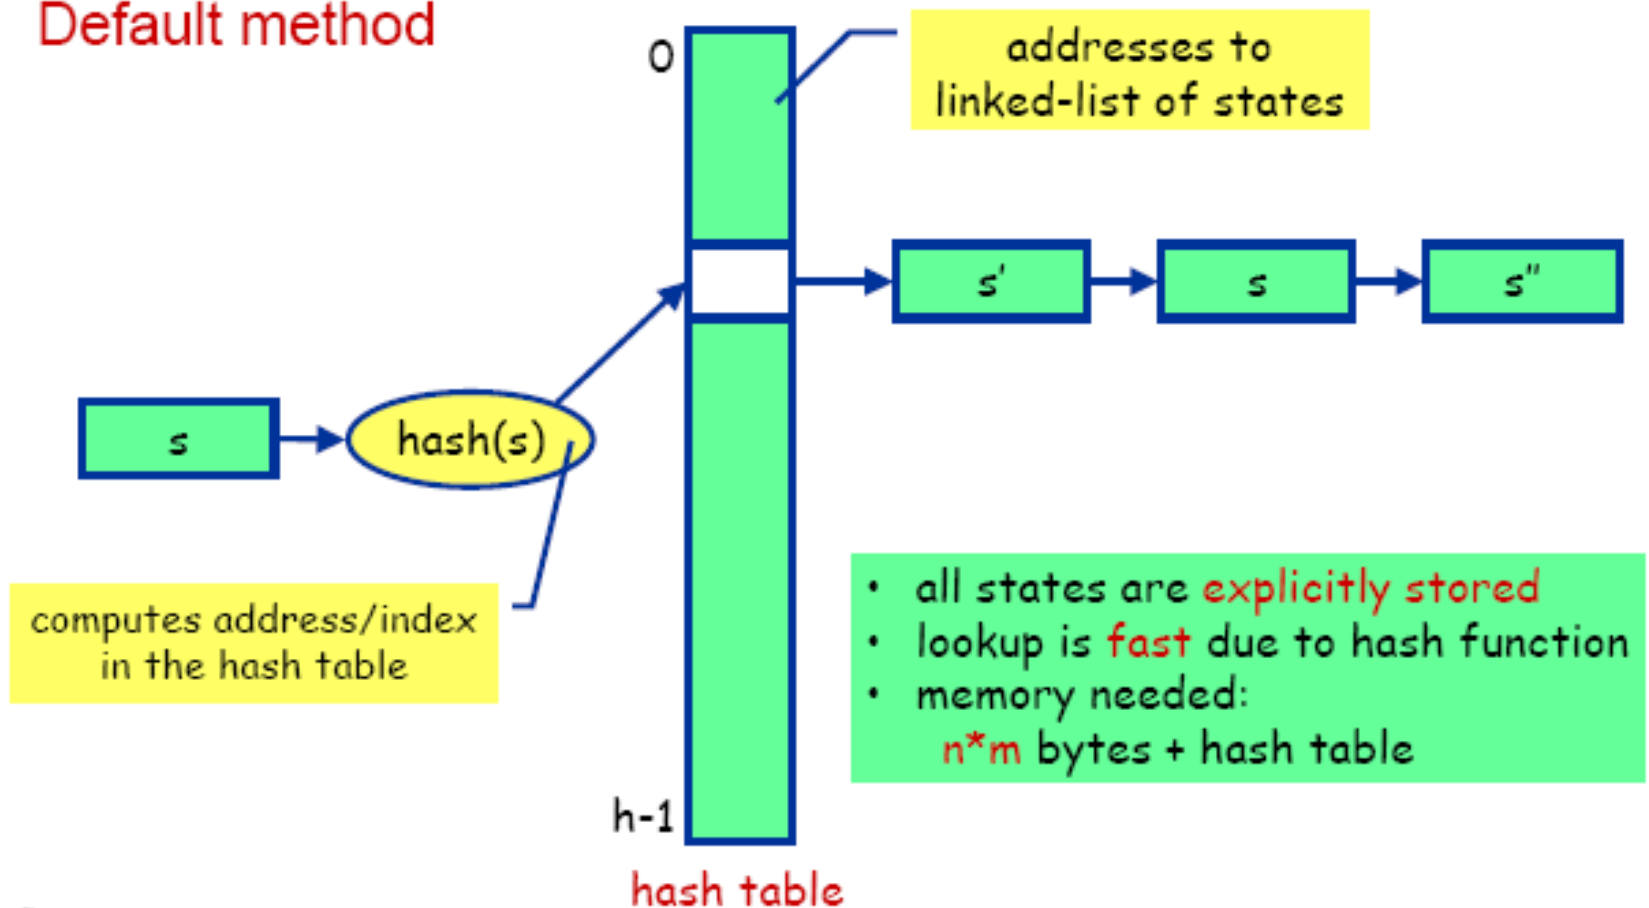 Default method
0
addresses to
linked-list of states
s'
s
s"
s
hash(s)
computes address/index
in the hash table
• all states are explicitly stored
• lookup is fast due to hash function
• memory needed:
n*m bytes + hash table
h-1
hash table